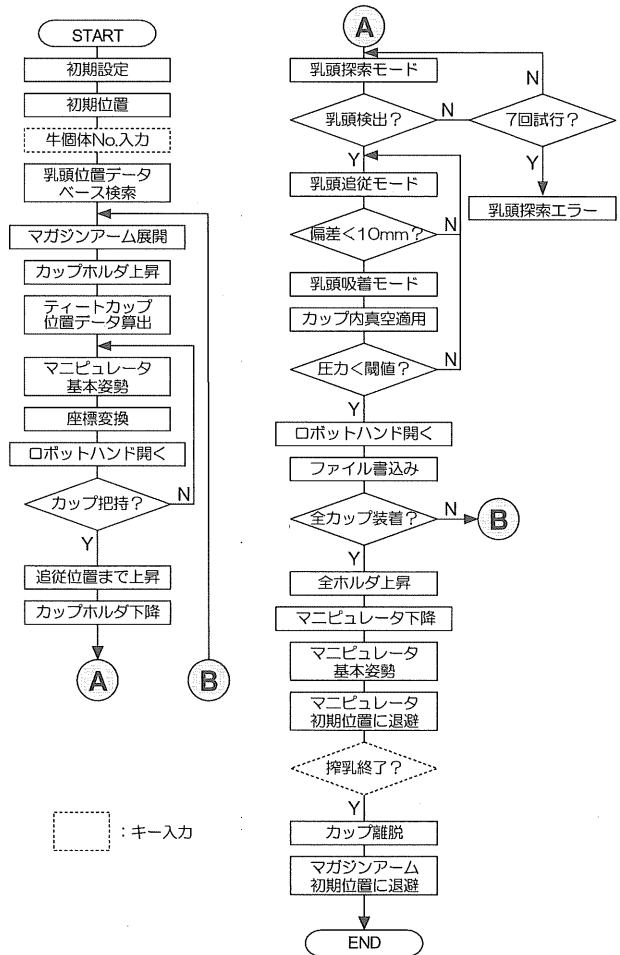 START
初期設定
初期位置
牛個体No.入力
乳頭位置データ
ベース検索
マガジンアーム展開
カップホルダ上昇
ティートカップ
位置データ算出
マニピュレータ
基本姿勢
座標変換
ロボットハンド開く
カップ把持？
N
Y
追従位置まで上昇
カップホルダ下降
A
B
：キー入力
A
乳頭探索モード
乳頭検出？
N
7回試行？
N
Y
乳頭探索エラー
Y
乳頭追従モード
偏差<10mm？
N
乳頭吸着モード
カップ内真空適用
圧力<閾値？
N
Y
ロボットハンド開く
ファイル書込み
全カップ装着？
N
B
Y
全ホルダ上昇
マニピュレータ下降
マニピュレータ
基本姿勢
マニピュレータ
初期位置に退避
搾乳終了？
Y
カップ離脱
マガジンアーム
初期位置に退避
END